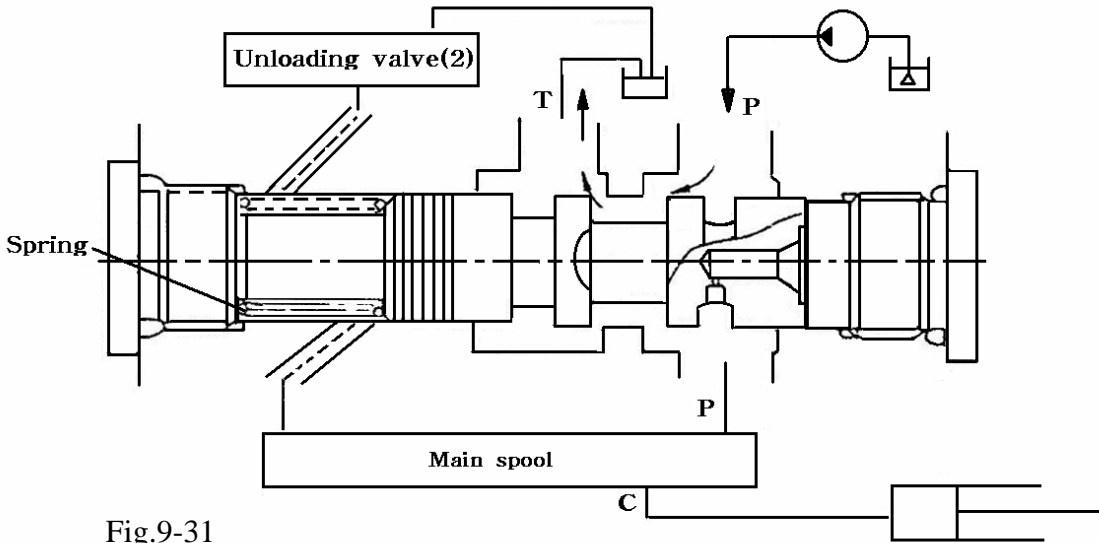 Unloading valve(2)
T
P
Spring
P
Main spool
C
Fig.9-31